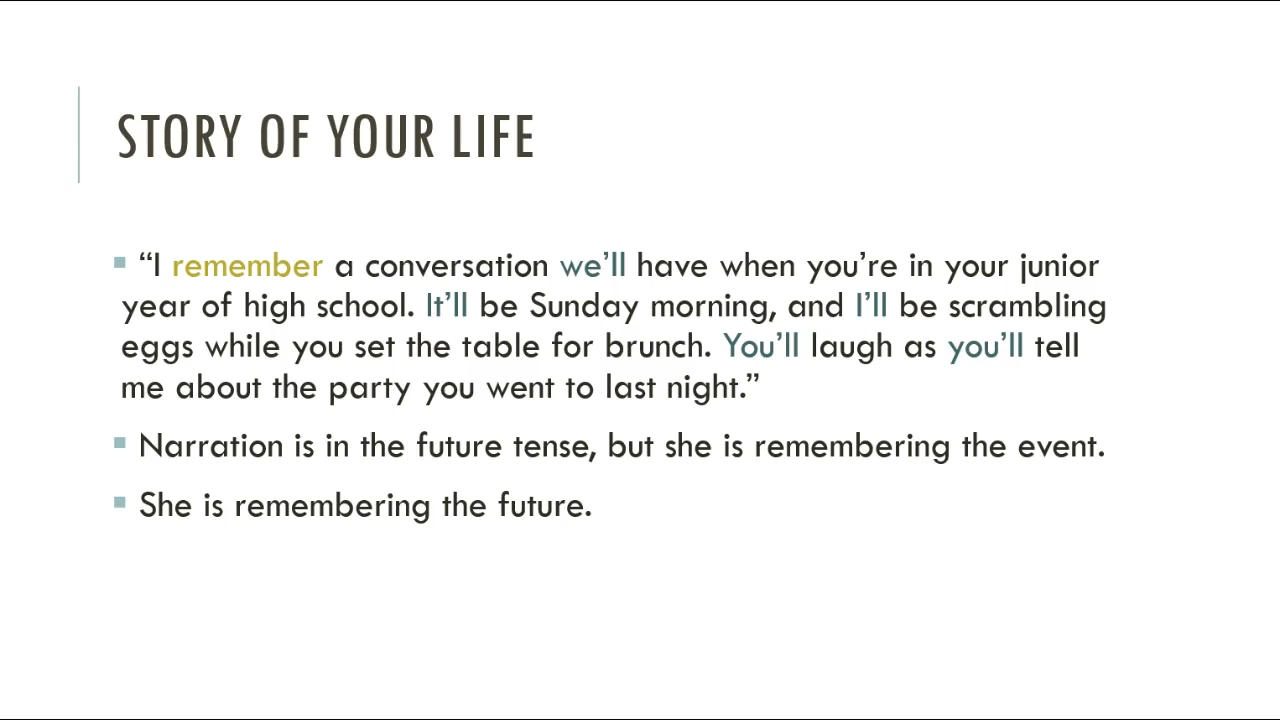 STORY OF YOUR LIFE
▪ “I remember a conversation we’ll have when you’re in your junior
year of high school. It’ll be Sunday morning, and I’ll be scrambling
eggs while you set the table for brunch. You’ll laugh as you’ll tell
me about the party you went to last night.”
▪ Narration is in the future tense, but she is remembering the event.
▪ She is remembering the future.